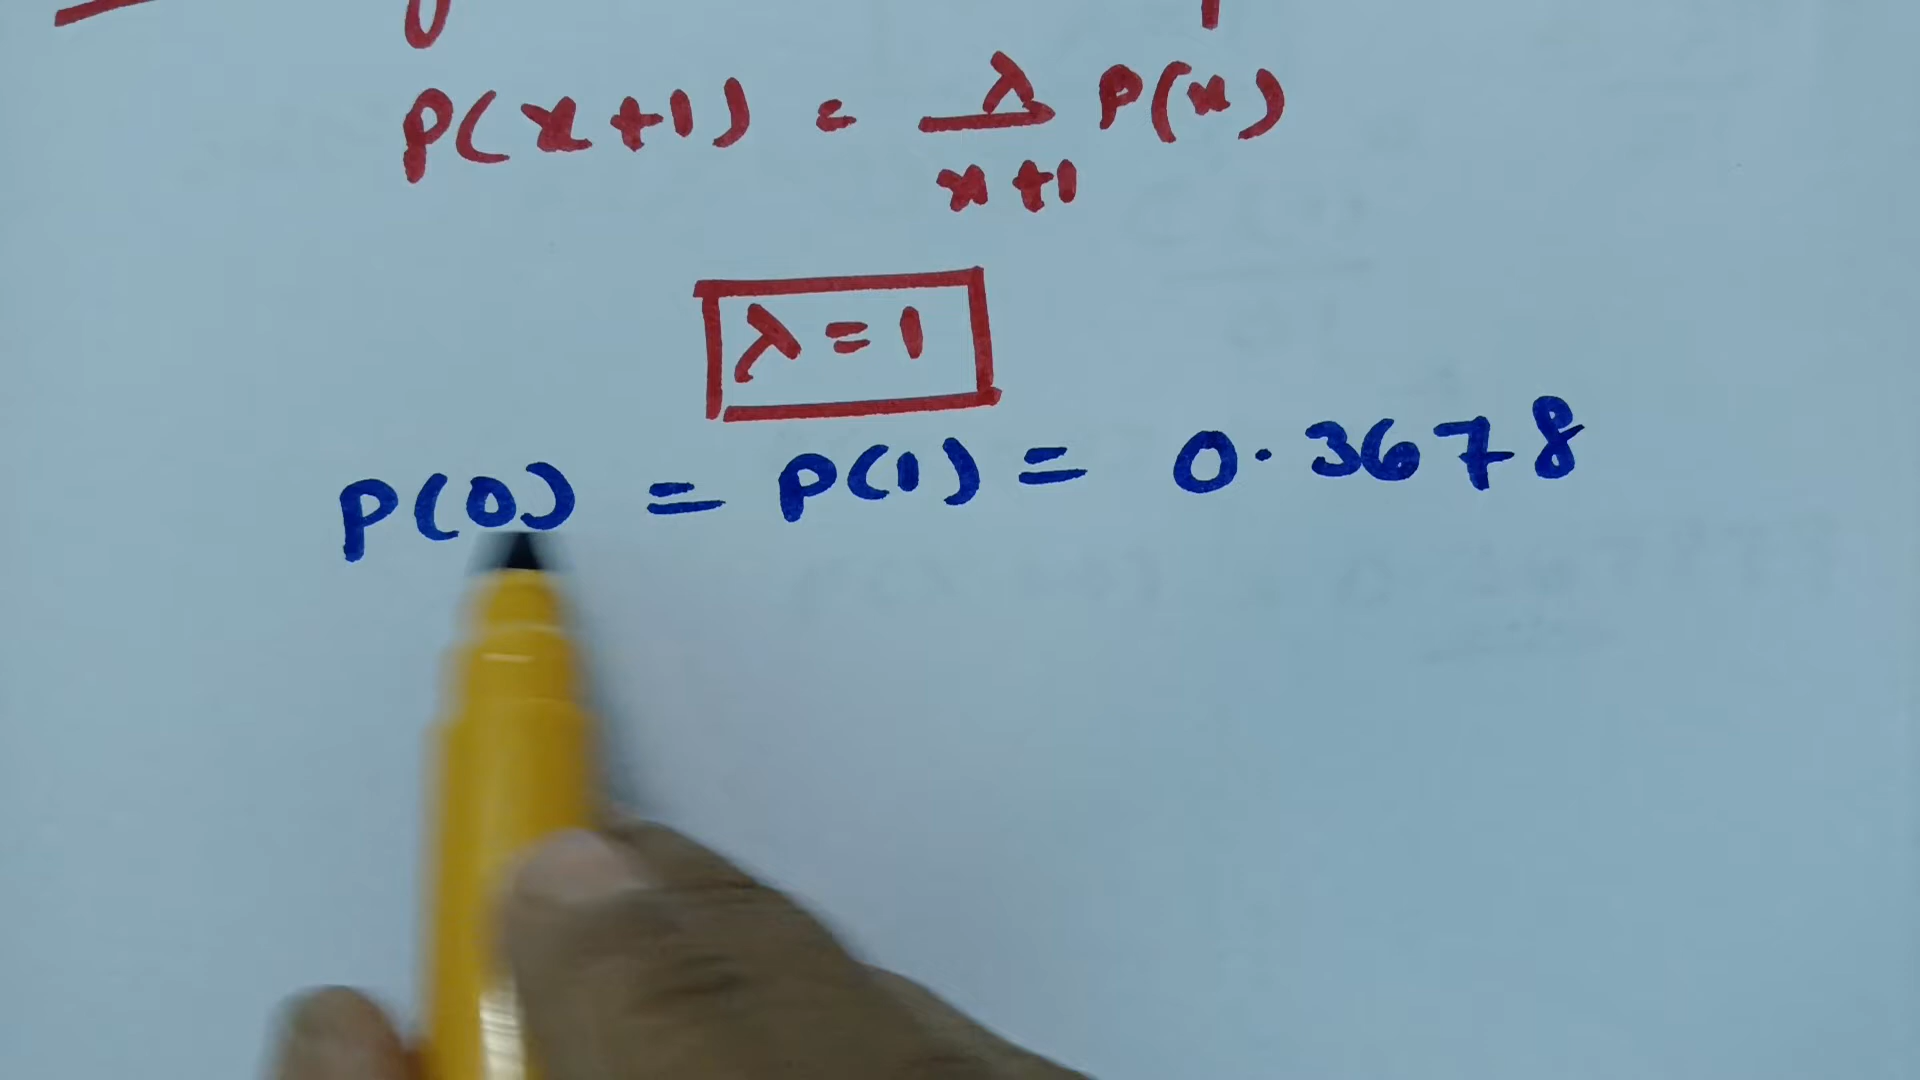 P(x+1) = λ/x+1 P(x)
λ = 1
P(0) = P(1) = 0.3678